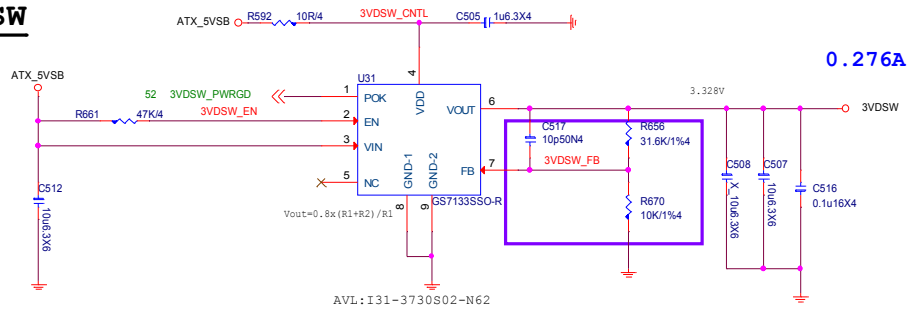 SW
ATX_5VSB
R592
10R/4
3VDSW_CNTL
C505
1u6.3X4
0.276A
ATX_5VSB
52 3VDSW_PWRGD
R661
47K/4
3VDSW_EN
U31
1
2
3
5
4
6
7
8
9
POK
EN
VIN
NC
VDD
VOUT
FB
GND-1
GND-2
GS7133SSO-R
3.328V
3VDSW
C517
10p50N4
R656
31.6K/1%4
3VDSW_FB
R670
10K/1%4
C508
X_10u6.3X6
C507
10u6.3X6
C516
0.1u16X4
C512
10u6.3X6
Vout=0.8x(R1+R2)/R1
AVL:I31-3730S02-N62